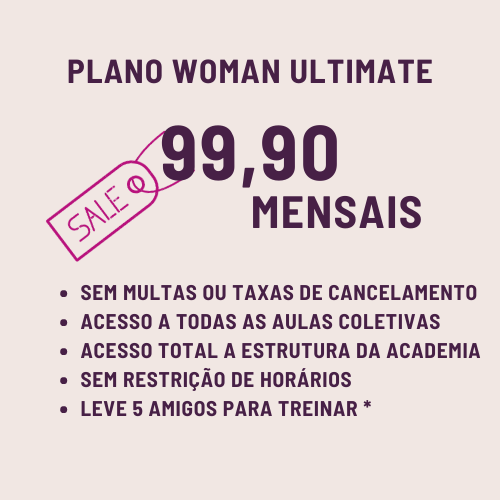 PLANO WOMAN ULTIMATE
99,90
MENSAIS
SALE
• SEM MULTAS OU TAXAS DE CANCELAMENTO
• ACESSO A TODAS AS AULAS COLETIVAS
• ACESSO TOTAL A ESTRUTURA DA ACADEMIA
• SEM RESTRIÇÃO DE HORÁRIOS
• LEVE 5 AMIGOS PARA TREINAR *